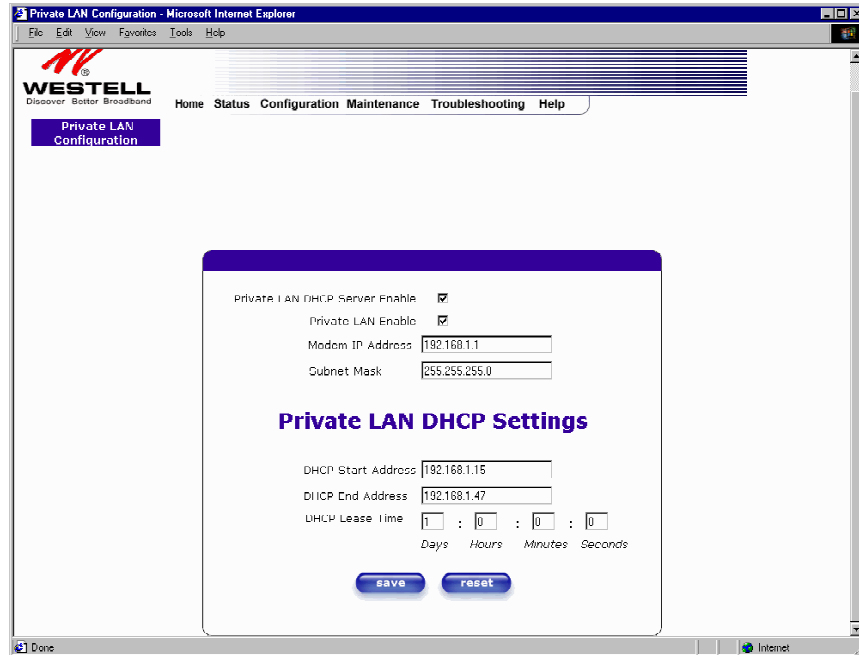 Private LAN Configuration - Microsoft Internet Explorer
File Edit View Favorites Tools Help
WESTELL
®
Discover Better Broadband
Home Status Configuration Maintenance Troubleshooting Help
Private LAN
Configuration
Private LAN DHCP Server Enable
Private LAN Enable
Modem IP Address 192.168.1.1
Subnet Mask 255.255.255.0
Private LAN DHCP Settings
DHCP Start Address 192.168.1.15
DHCP End Address 192.168.1.47
DHCP Lease Time 1 : 0 : 0 : 0
Days Hours Minutes Seconds
save reset
Done Internet